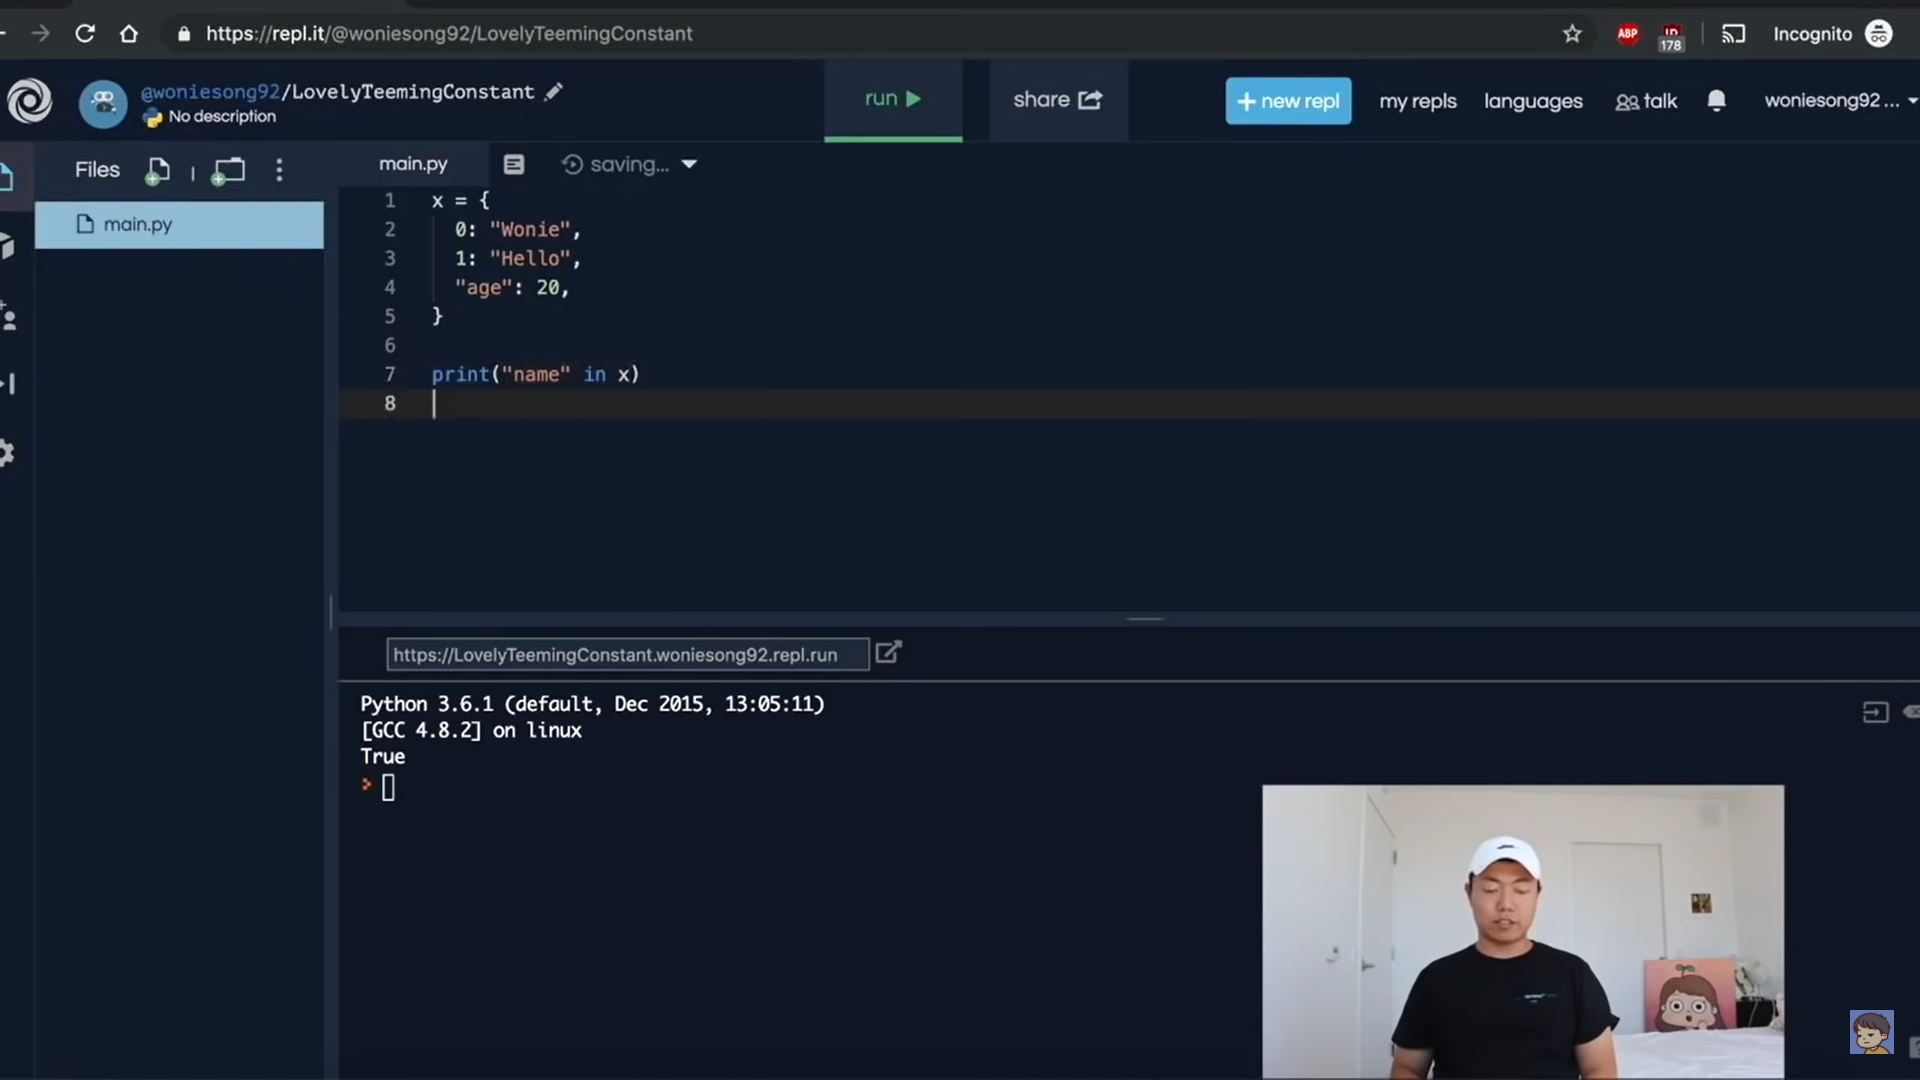 https://repl.it/@woniesong92/LovelyTeemingConstant
ABP
178
Incognito
@woniesong92/LovelyTeemingConstant
No description
run
share
+ new repl
my repls
languages
talk
woniesong92 ...
Files
main.py
saving...
main.py
1 x = {
2 0: "Wonie",
3 1: "Hello",
4 "age": 20,
5 }
6
7 print("name" in x)
8
https://LovelyTeemingConstant.woniesong92.repl.run
Python 3.6.1 (default, Dec 2015, 13:05:11)
[GCC 4.8.2] on linux
True
>